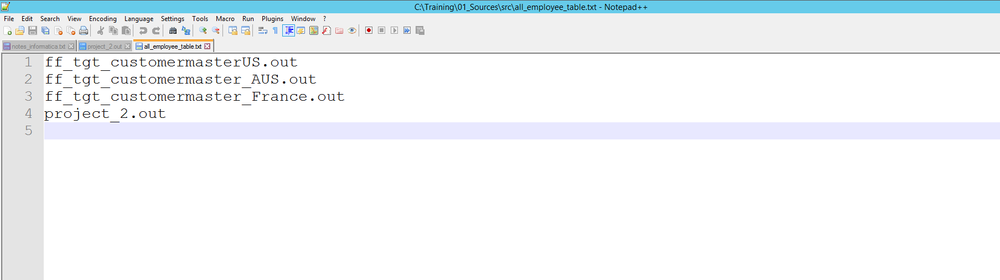 C:\Training\01_Sources\src\all_employee_table.txt - Notepad++
File Edit Search View Encoding Language Settings Tools Macro Run Plugins Window ?
notes_informatica.txt project_2.out all_employee_table.txt
1 ff_tgt_customermasterUS.out
2 ff_tgt_customermaster_AUS.out
3 ff_tgt_customermaster_France.out
4 project_2.out
5